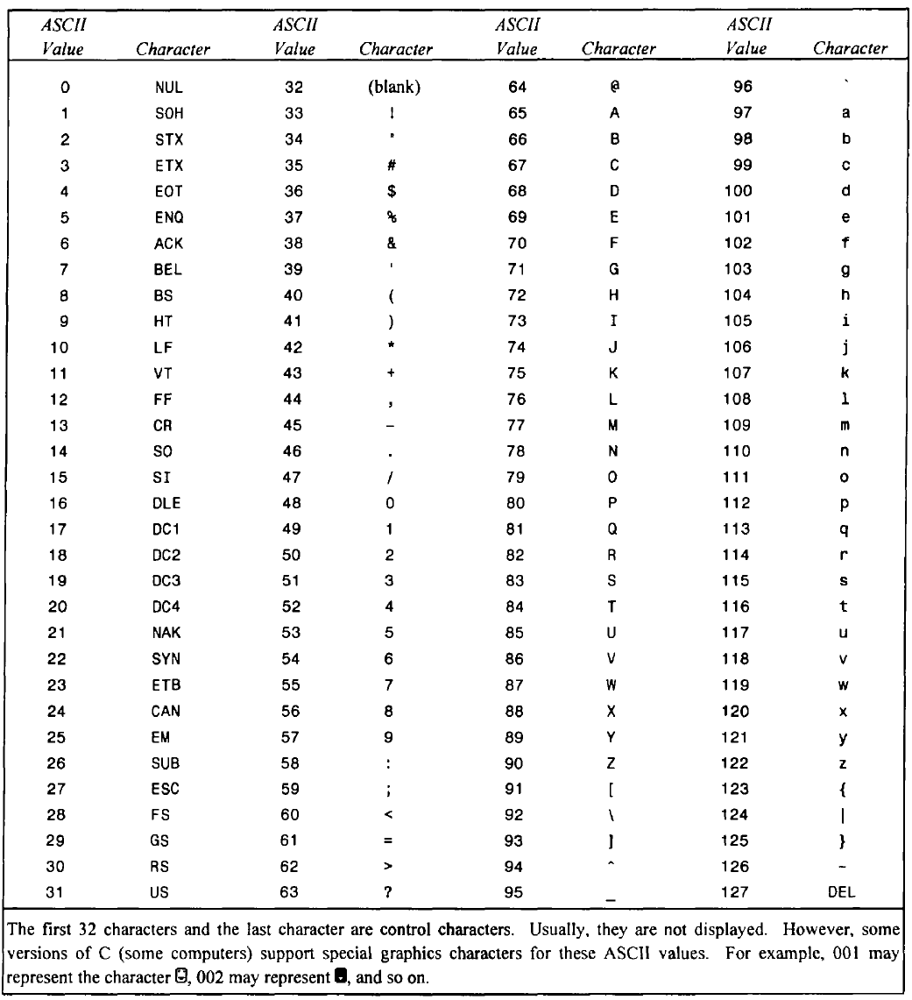 ASCII ASCII ASCII ASCII
Value Character Value Character Value Character Value Character
0 NUL 32 (blank) 64 @ 96 `
1 SOH 33 ! 65 A 97 a
2 STX 34 " 66 B 98 b
3 ETX 35 # 67 C 99 c
4 EOT 36 $ 68 D 100 d
5 ENQ 37 % 69 E 101 e
6 ACK 38 & 70 F 102 f
7 BEL 39 ' 71 G 103 g
8 BS 40 ( 72 H 104 h
9 HT 41 ) 73 I 105 i
10 LF 42 * 74 J 106 j
11 VT 43 + 75 K 107 k
12 FF 44 , 76 L 108 l
13 CR 45 – 77 M 109 m
14 SO 46 . 78 N 110 n
15 SI 47 / 79 O 111 o
16 DLE 48 0 80 P 112 p
17 DC1 49 1 81 Q 113 q
18 DC2 50 2 82 R 114 r
19 DC3 51 3 83 S 115 s
20 DC4 52 4 84 T 116 t
21 NAK 53 5 85 U 117 u
22 SYN 54 6 86 V 118 v
23 ETB 55 7 87 W 119 w
24 CAN 56 8 88 X 120 x
25 EM 57 9 89 Y 121 y
26 SUB 58 : 90 Z 122 z
27 ESC 59 ; 91 [ 123 {
28 FS 60 < 92 \ 124 |
29 GS 61 = 93 ] 125 }
30 RS 62 > 94 ^ 126 ~
31 US 63 ? 95 _ 127 DEL
The first 32 characters and the last character are control characters. Usually, they are not displayed. However, some
versions of C (some computers) support special graphics characters for these ASCII values. For example, 001 may
represent the character ☺, 002 may represent ☻, and so on.